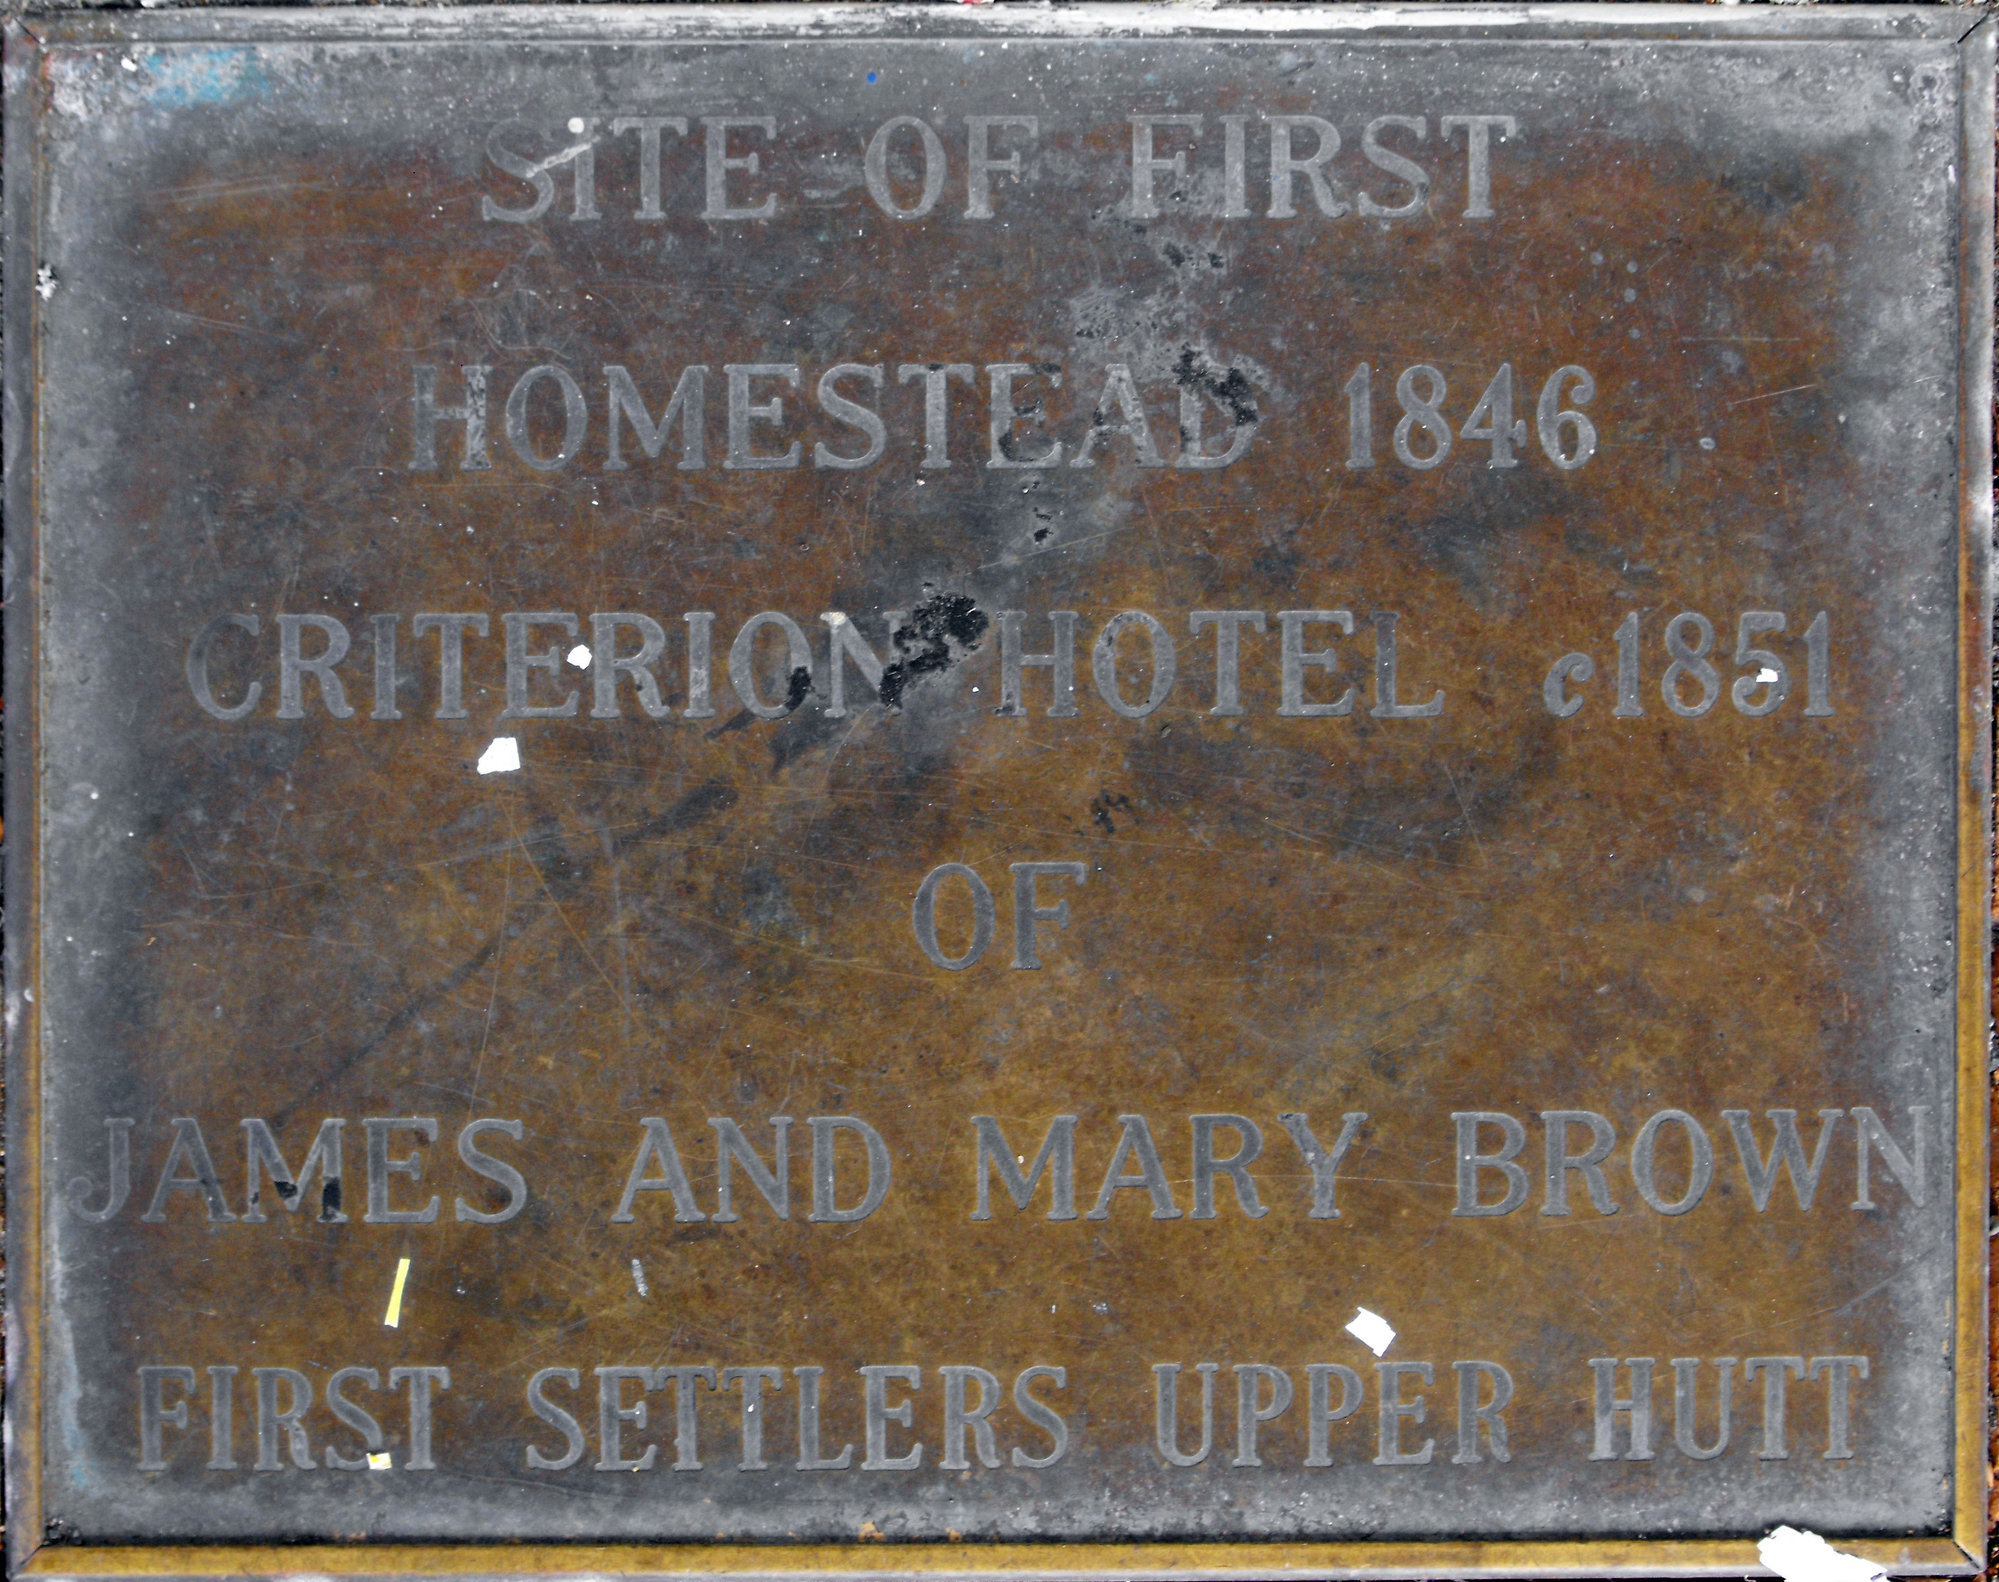 SITE OF FIRST
HOMESTEAD 1846
CRITERION HOTEL c1851
OF
JAMES AND MARY BROWN
FIRST SETTLERS UPPER HUTT